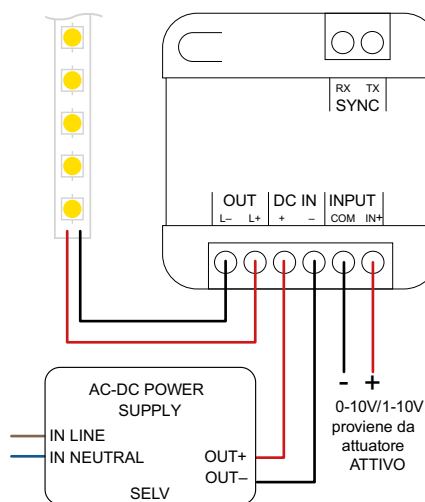 RX TX
SYNC
OUT DC IN INPUT
L– L+ + – COM IN+
- +
0-10V/1-10V
proviene da
attuatore
ATTIVO
AC-DC POWER
SUPPLY
IN LINE
IN NEUTRAL
OUT+
OUT–
SELV